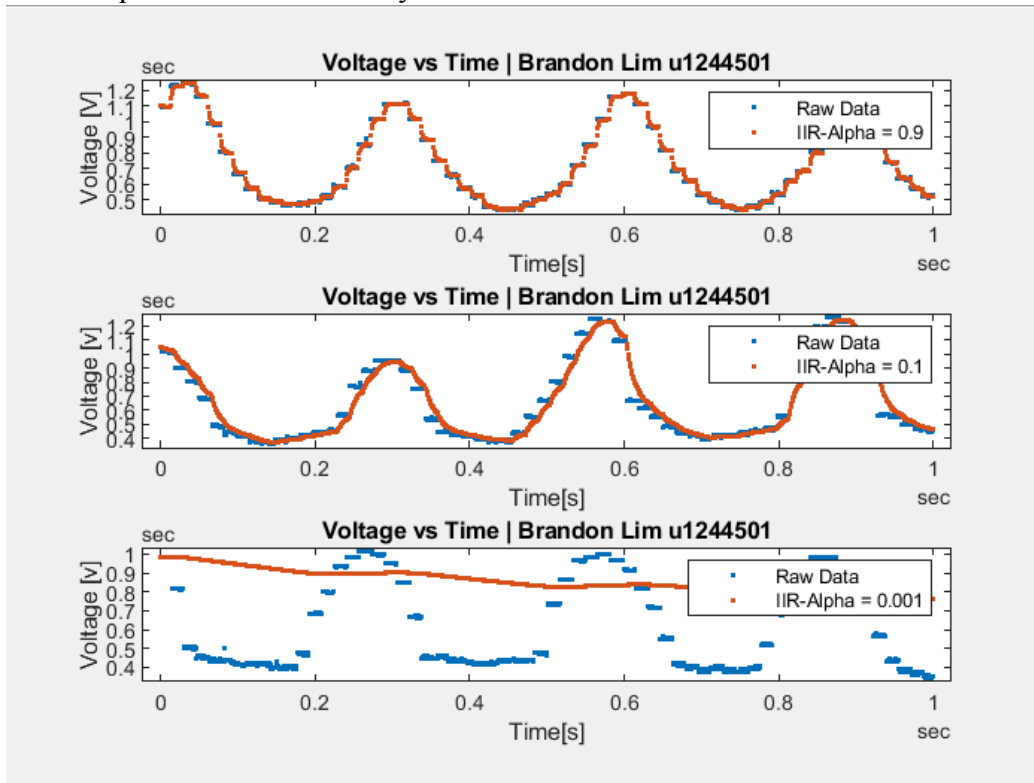 sec
Voltage vs Time | Brandon Lim u1244501
Voltage [V]
1.2
1.1
1
0.9
0.8
0.7
0.6
0.5
Raw Data
IIR-Alpha = 0.9
0 0.2 0.4 0.6 0.8 1
Time[s]
sec
sec
Voltage vs Time | Brandon Lim u1244501
Voltage [v]
1.2
1.1
1
0.9
0.8
0.7
0.6
0.5
0.4
Raw Data
IIR-Alpha = 0.1
0 0.2 0.4 0.6 0.8 1
Time[s]
sec
sec
Voltage vs Time | Brandon Lim u1244501
Voltage [v]
1
0.9
0.8
0.7
0.6
0.5
0.4
Raw Data
IIR-Alpha = 0.001
0 0.2 0.4 0.6 0.8 1
Time[s]
sec